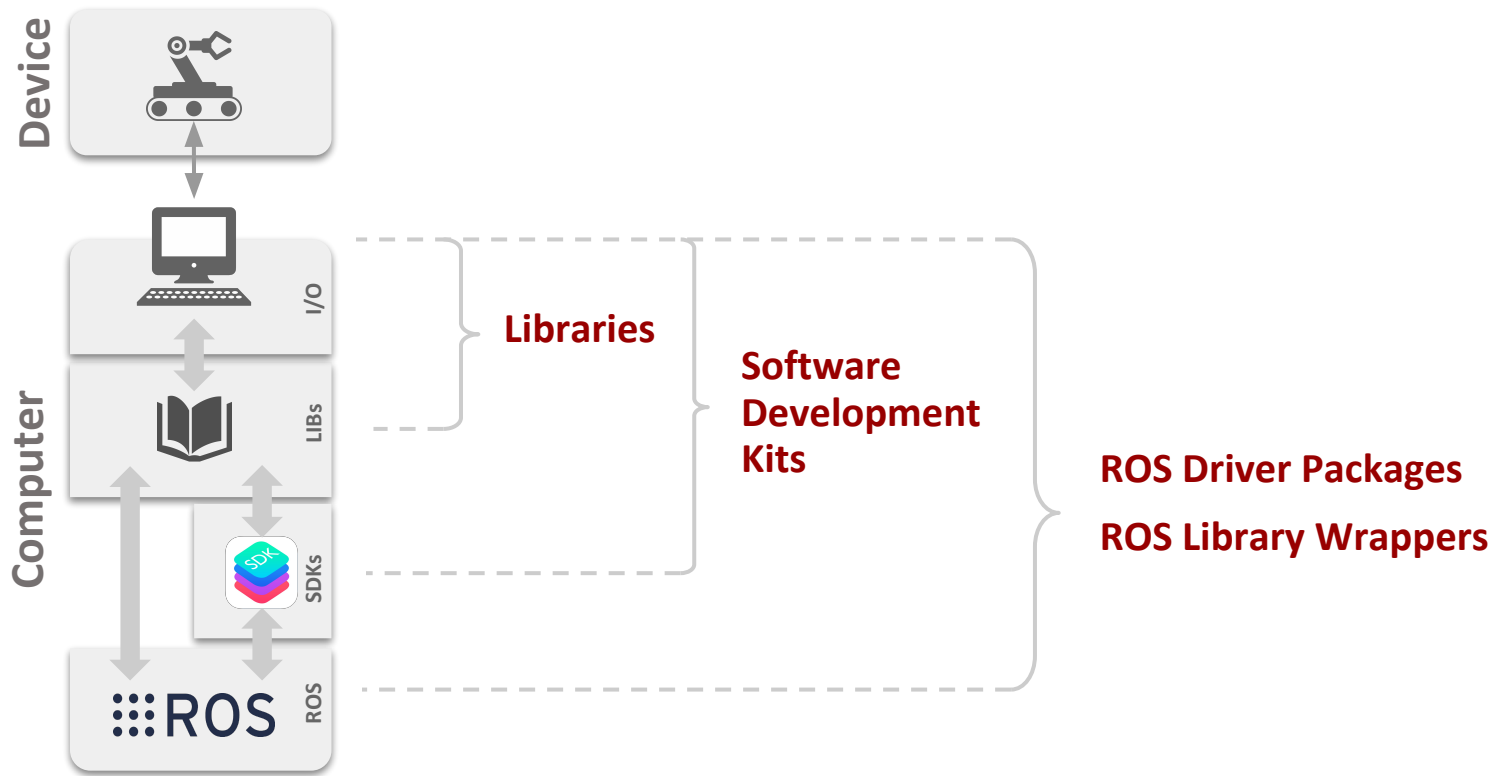 Device
I/O
Libraries
Software
Development
Kits
Computer
LIBs
ROS Driver Packages
ROS Library Wrappers
SDK
SDKs
ROS
ROS